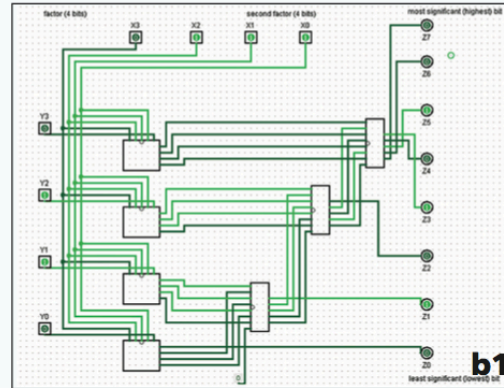 factor (4 bits) second factor (4 bits) most significant (highest) bit
X3 X2 X1 X0
Z7
Z6
Z5
Y3
Z4
Y2
Z3
Y1
Z2
Z1
Y0
Z0
b1
least significant (lowest) bit